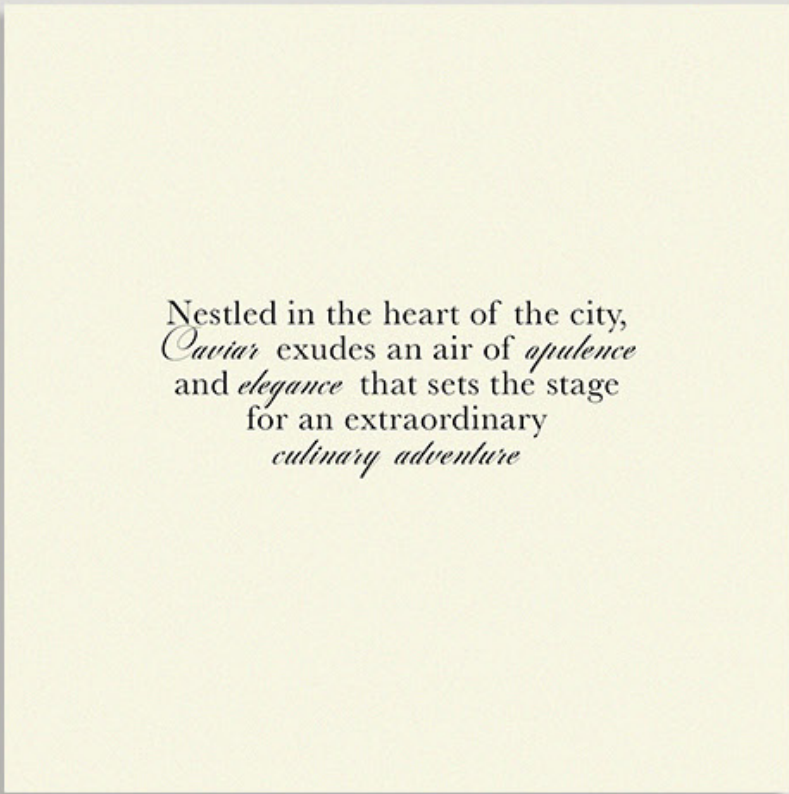 Nestled in the heart of the city,
Caviar exudes an air of opulence
and elegance that sets the stage
for an extraordinary
culinary adventure